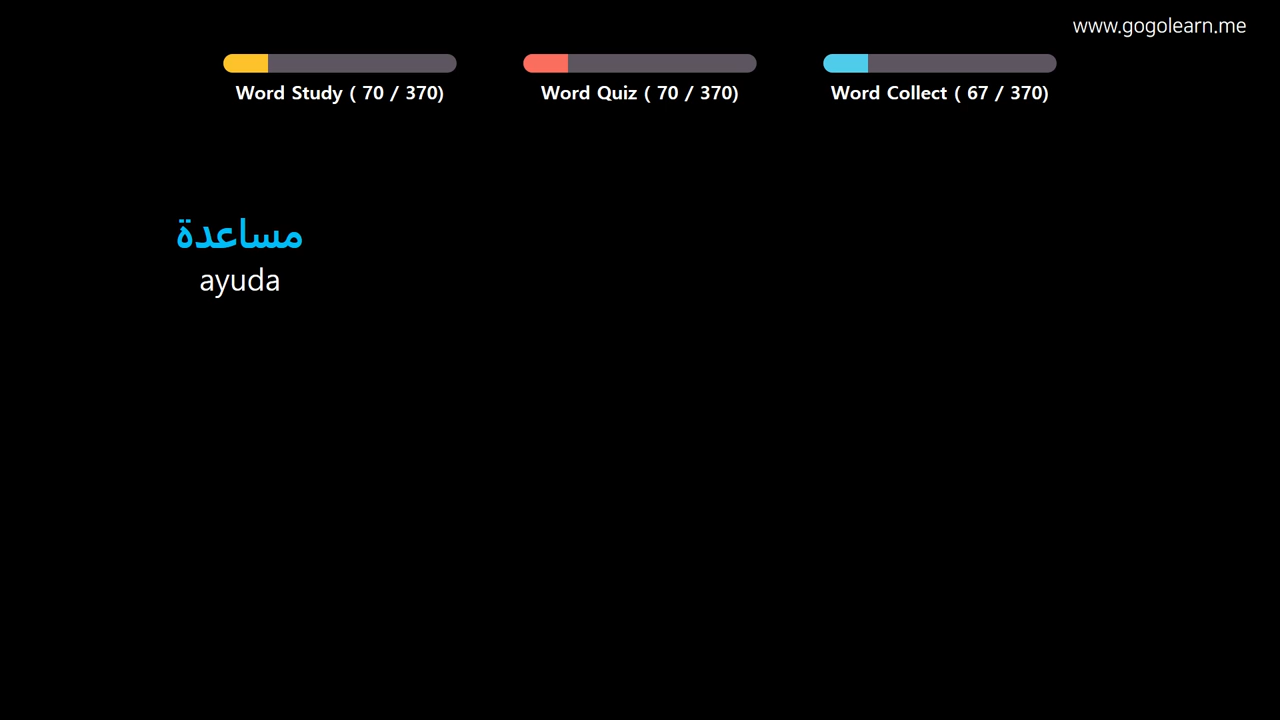 www.gogolearn.me
Word Study ( 70 / 370)
Word Quiz ( 70 / 370)
Word Collect ( 67 / 370)
مساعدة
ayuda